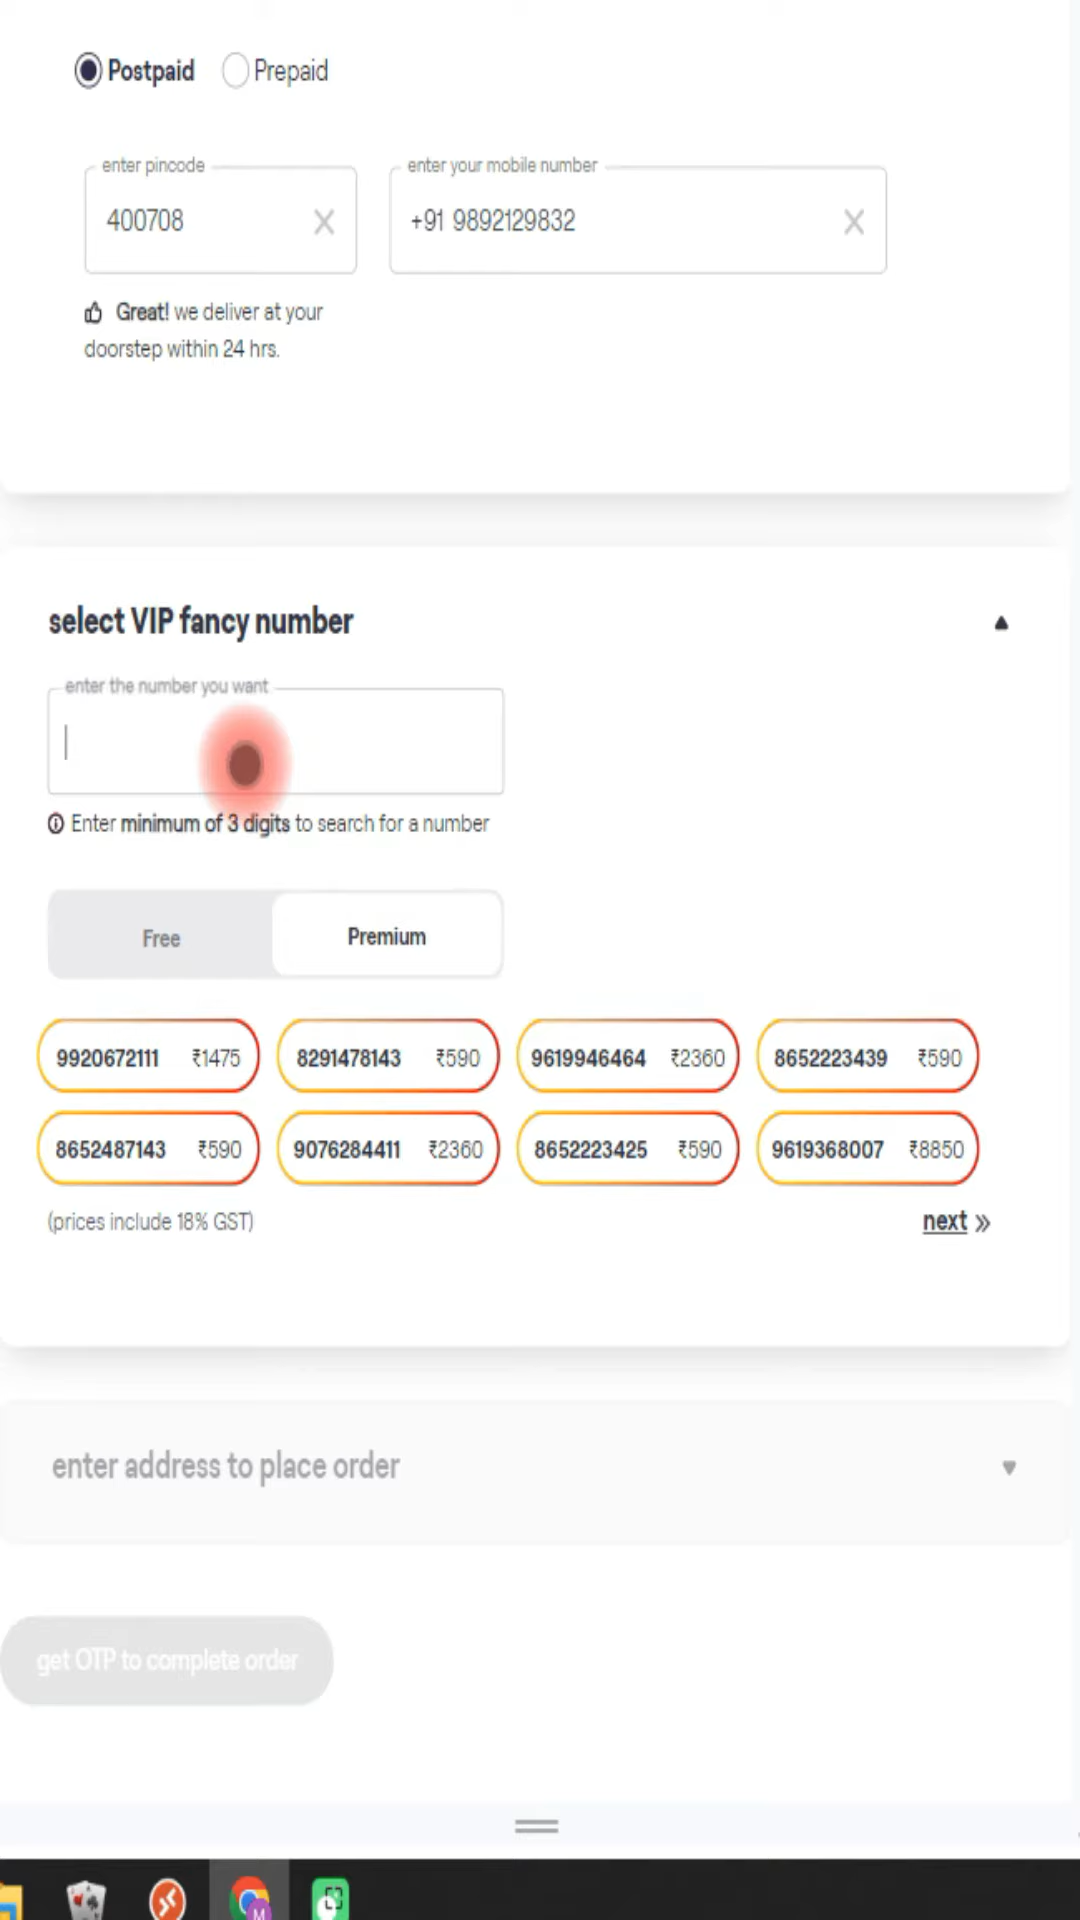 Postpaid Prepaid
enter pincode enter your mobile number
400708 +91 9892129832
Great! we deliver at your
doorstep within 24 hrs.
select VIP fancy number
enter the number you want
Enter minimum of 3 digits to search for a number
Free Premium
9920672111 ₹1475 8291478143 ₹590 9619946464 ₹2360 8652223439 ₹590
8652487143 ₹590 9076284411 ₹2360 8652223425 ₹590 9619368007 ₹8850
(prices include 18% GST) next »
enter address to place order
get OTP to complete order
M